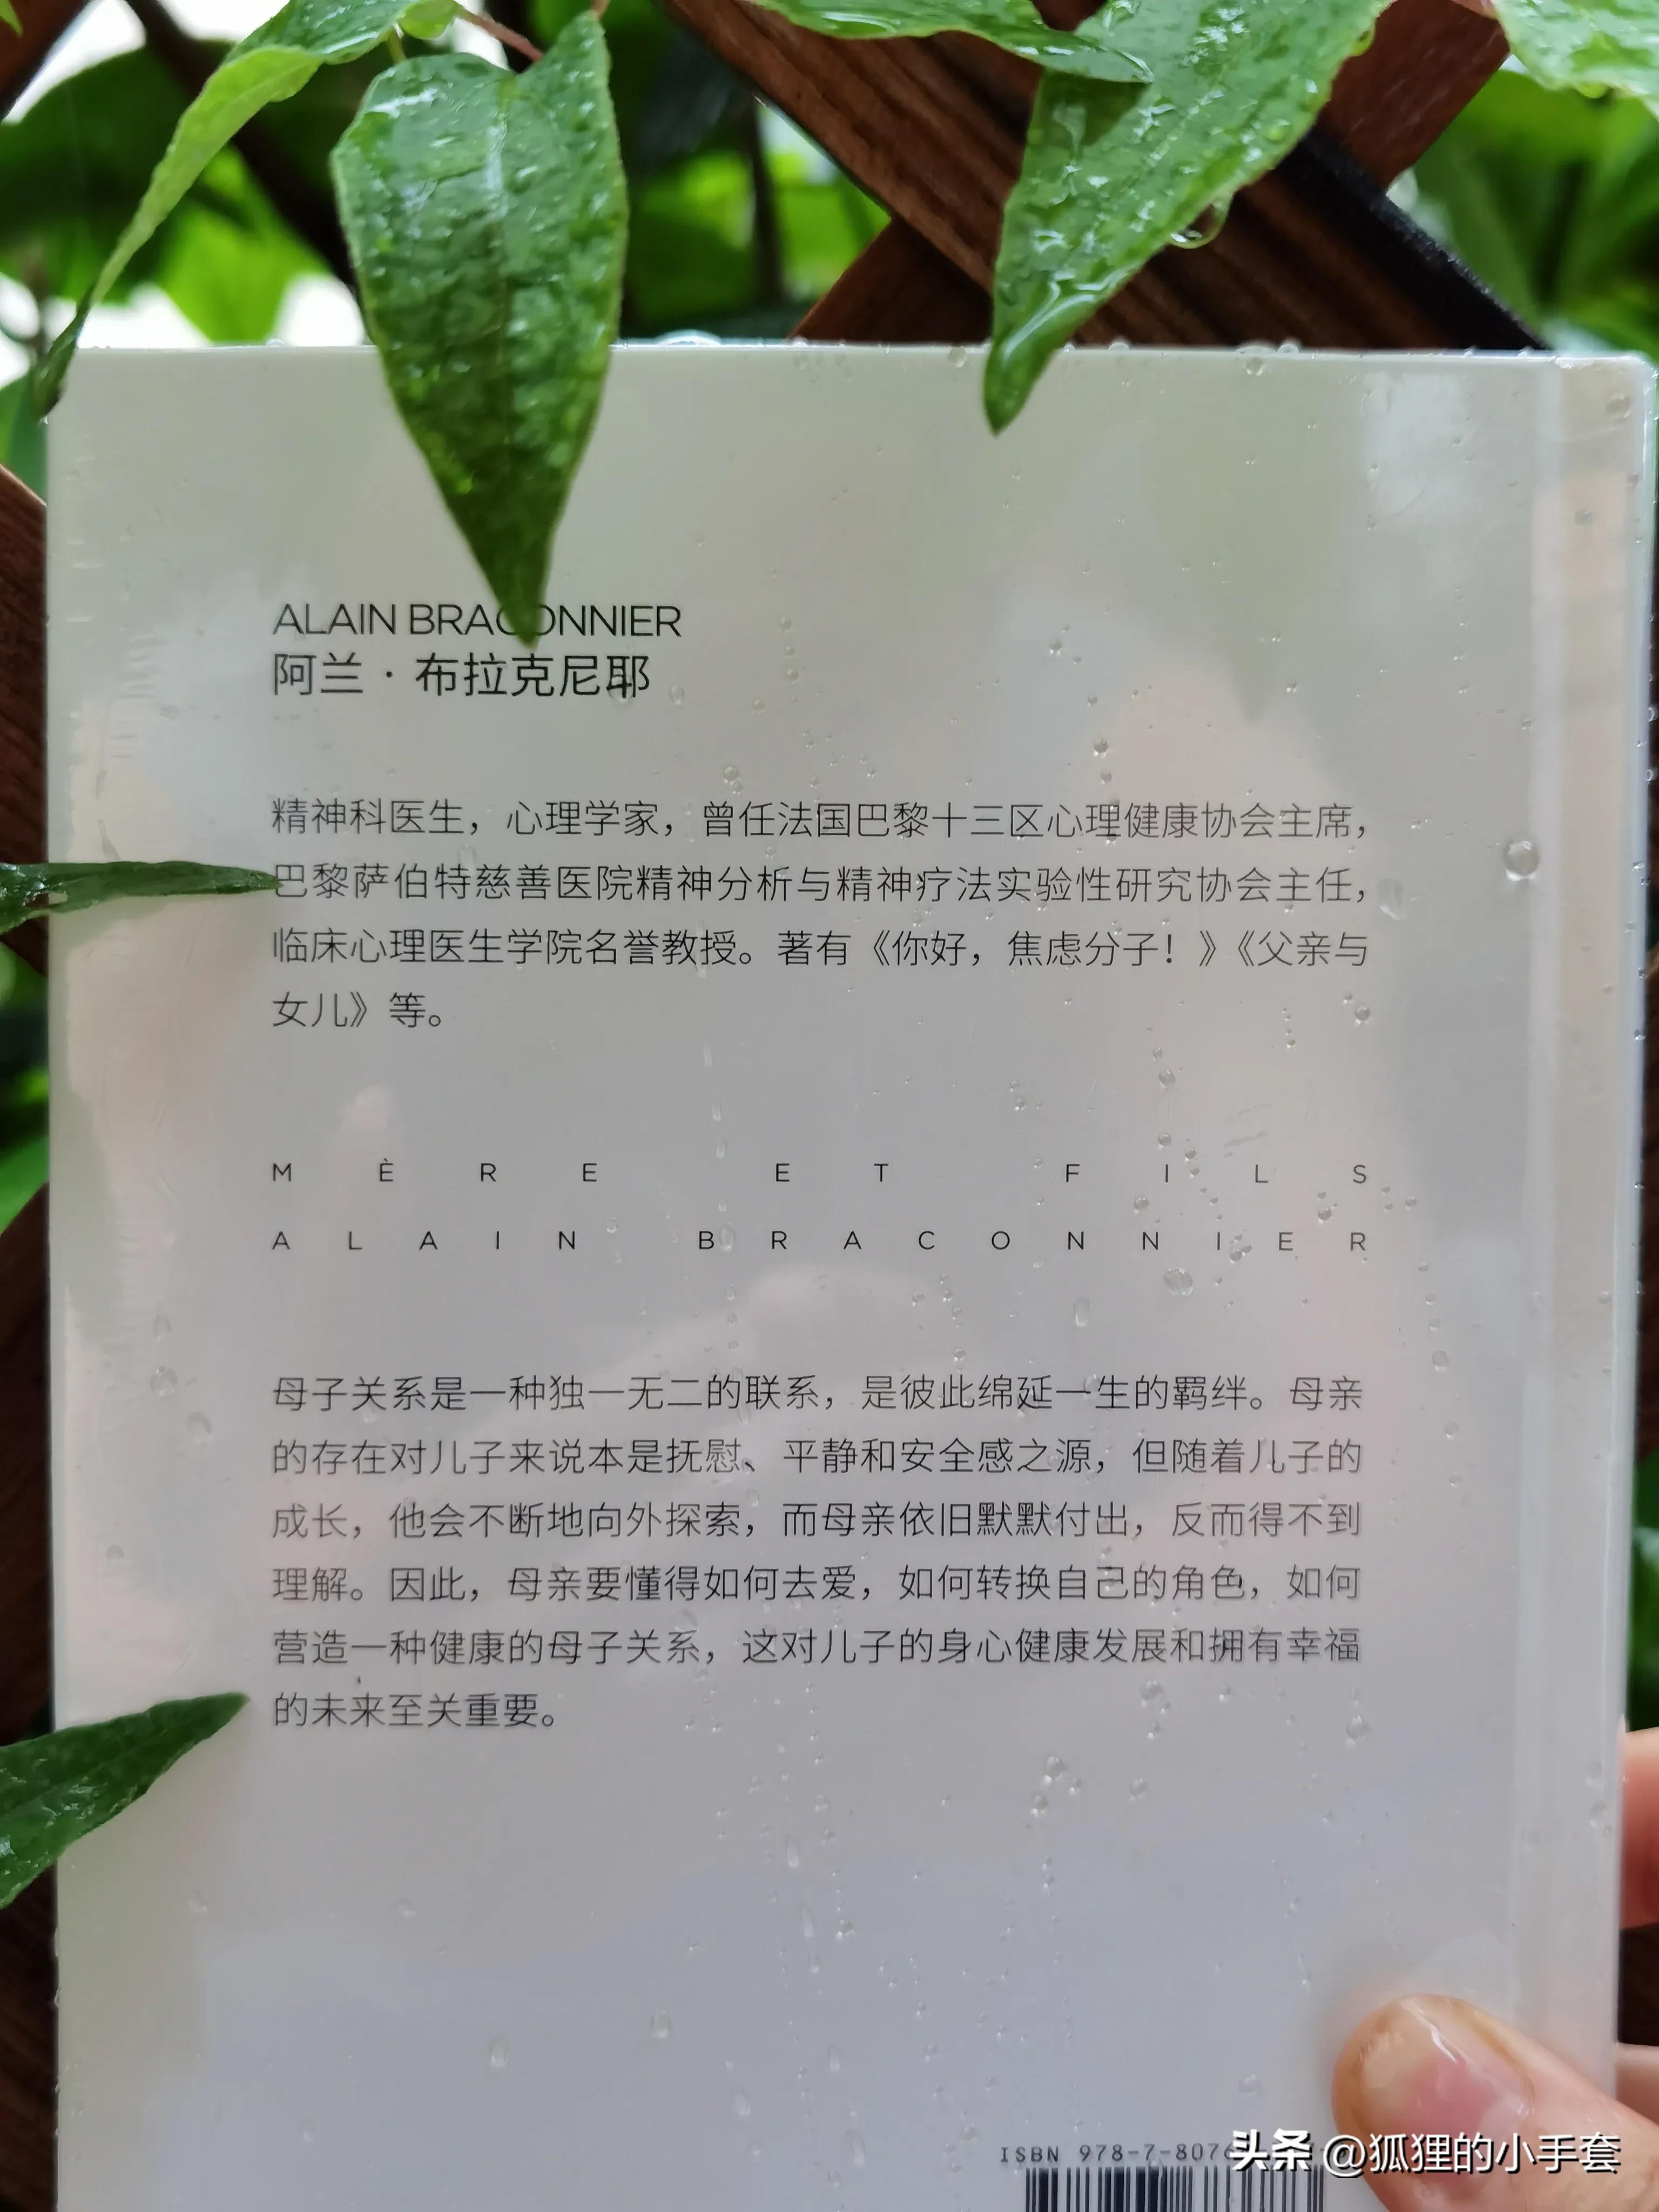 ALAIN BRACONNIER
阿兰·布拉克尼耶
精神科医生，心理学家，曾任法国巴黎十三区心理健康协会主席，
巴黎萨伯特慈善医院精神分析与精神疗法实验性研究协会主任，
临床心理医生学院名誉教授。著有《你好，焦虑分子！》《父亲与
女儿》等。
MÈRE ET FILS
ALAIN BRACONNIER
母子关系是一种独一无二的联系，是彼此绵延一生的羁绊。母亲
的存在对儿子来说本是抚慰、平静和安全感之源，但随着儿子的
成长，他会不断地向外探索，而母亲依旧默默付出，反而得不到
理解。因此，母亲要懂得如何去爱，如何转换自己的角色，如何
营造一种健康的母子关系，这对儿子的身心健康发展和拥有幸福
的未来至关重要。
ISBN 978-7-807
头条 @狐狸的小手套